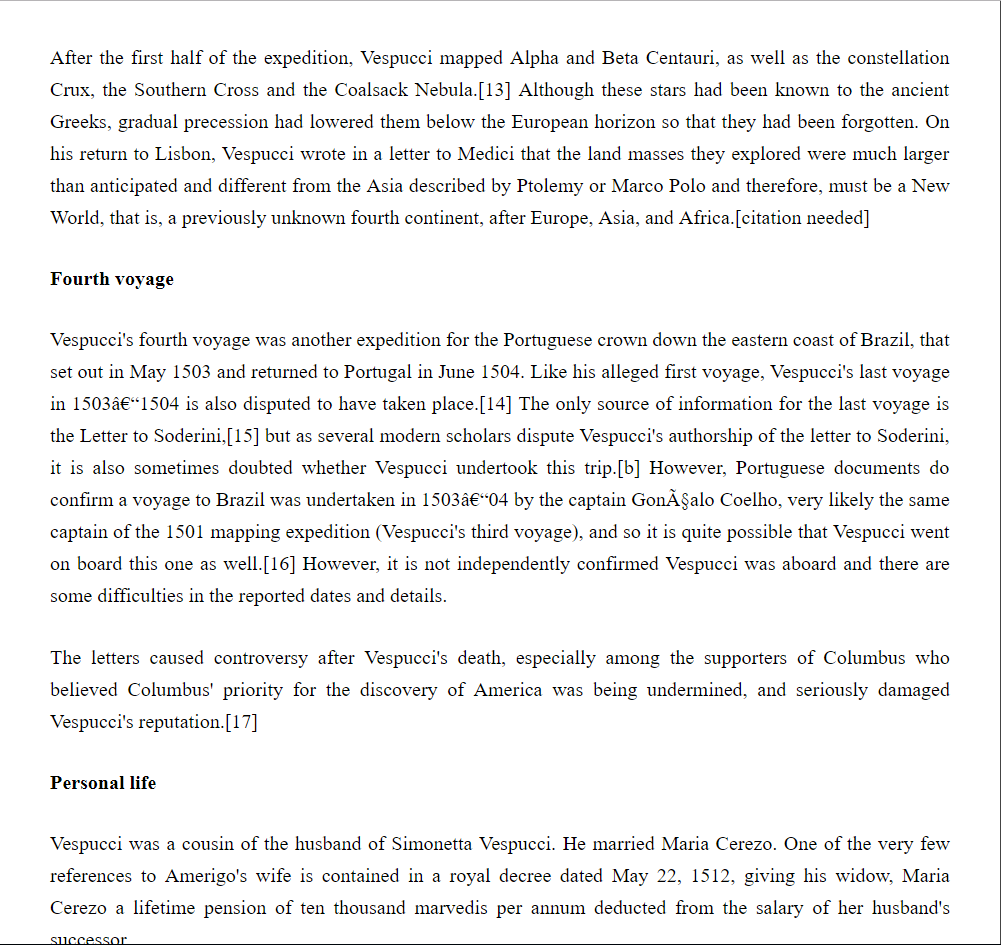 After the first half of the expedition, Vespucci mapped Alpha and Beta Centauri, as well as the constellation
Crux, the Southern Cross and the Coalsack Nebula.[13] Although these stars had been known to the ancient
Greeks, gradual precession had lowered them below the European horizon so that they had been forgotten. On
his return to Lisbon, Vespucci wrote in a letter to Medici that the land masses they explored were much larger
than anticipated and different from the Asia described by Ptolemy or Marco Polo and therefore, must be a New
World, that is, a previously unknown fourth continent, after Europe, Asia, and Africa.[citation needed]
Fourth voyage
Vespucci's fourth voyage was another expedition for the Portuguese crown down the eastern coast of Brazil, that
set out in May 1503 and returned to Portugal in June 1504. Like his alleged first voyage, Vespucci's last voyage
in 1503â€“1504 is also disputed to have taken place.[14] The only source of information for the last voyage is
the Letter to Soderini,[15] but as several modern scholars dispute Vespucci's authorship of the letter to Soderini,
it is also sometimes doubted whether Vespucci undertook this trip.[b] However, Portuguese documents do
confirm a voyage to Brazil was undertaken in 1503â€“04 by the captain GonÃ§alo Coelho, very likely the same
captain of the 1501 mapping expedition (Vespucci's third voyage), and so it is quite possible that Vespucci went
on board this one as well.[16] However, it is not independently confirmed Vespucci was aboard and there are
some difficulties in the reported dates and details.
The letters caused controversy after Vespucci's death, especially among the supporters of Columbus who
believed Columbus' priority for the discovery of America was being undermined, and seriously damaged
Vespucci's reputation.[17]
Personal life
Vespucci was a cousin of the husband of Simonetta Vespucci. He married Maria Cerezo. One of the very few
references to Amerigo's wife is contained in a royal decree dated May 22, 1512, giving his widow, Maria
Cerezo a lifetime pension of ten thousand marvedis per annum deducted from the salary of her husband's
successor